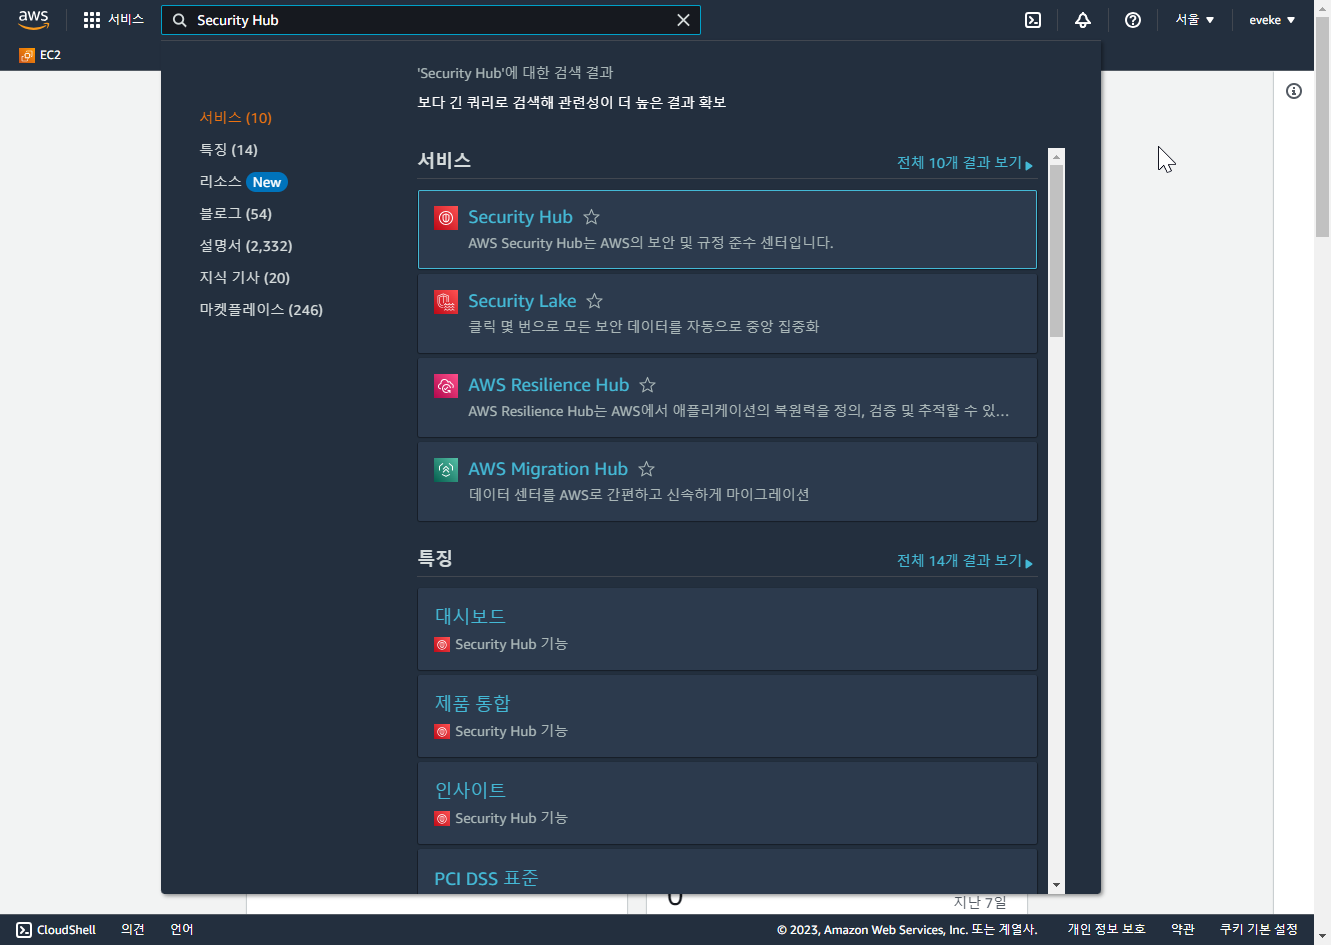 aws
서비스
Security Hub
서울 ▼
eveke ▼
EC2
'Security Hub'에 대한 검색 결과
보다 긴 쿼리로 검색해 관련성이 더 높은 결과 확보
서비스 (10)
특징 (14)
리소스 New
블로그 (54)
설명서 (2,332)
지식 기사 (20)
마켓플레이스 (246)
서비스
전체 10개 결과 보기
Security Hub
AWS Security Hub는 AWS의 보안 및 규정 준수 센터입니다.
Security Lake
클릭 몇 번으로 모든 보안 데이터를 자동으로 중앙 집중화
AWS Resilience Hub
AWS Resilience Hub는 AWS에서 애플리케이션의 복원력을 정의, 검증 및 추적할 수 있...
AWS Migration Hub
데이터 센터를 AWS로 간편하고 신속하게 마이그레이션
특징
전체 14개 결과 보기
대시보드
Security Hub 기능
제품 통합
Security Hub 기능
인사이트
Security Hub 기능
PCI DSS 표준
지난 7일
CloudShell
의견
언어
© 2023, Amazon Web Services, Inc. 또는 계열사.
개인 정보 보호
약관
쿠키 기본 설정